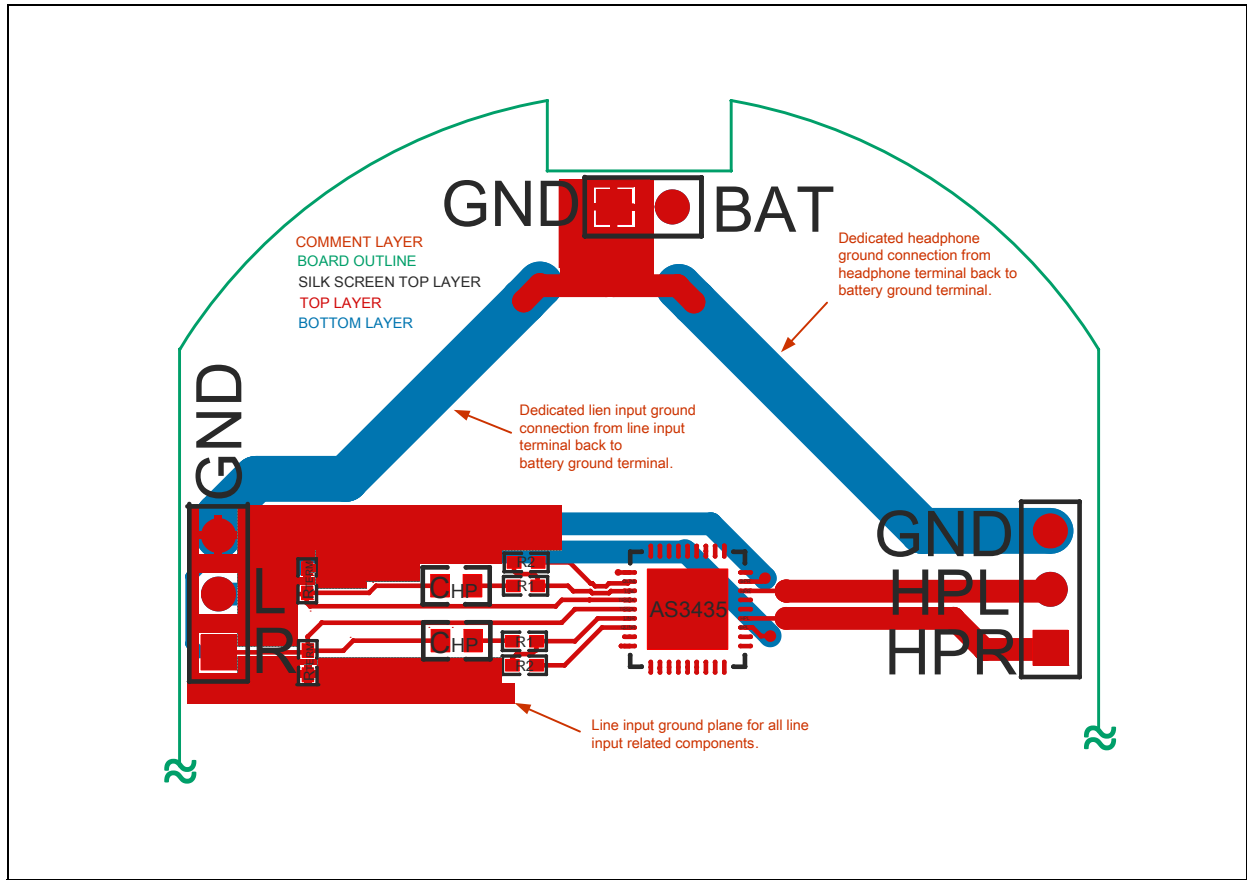 GND
BAT
COMMENT LAYER
BOARD OUTLINE
SILK SCREEN TOP LAYER
TOP LAYER
BOTTOM LAYER
Dedicated headphone
ground connection from
headphone terminal back to
battery ground terminal.
GND
Dedicated lien input ground
connection from line input
terminal back to
battery ground terminal.
L
R
CHP
CHP
R2
R1
R1
R2
AS3435
GND
HPL
HPR
Line input ground plane for all line
input related components.